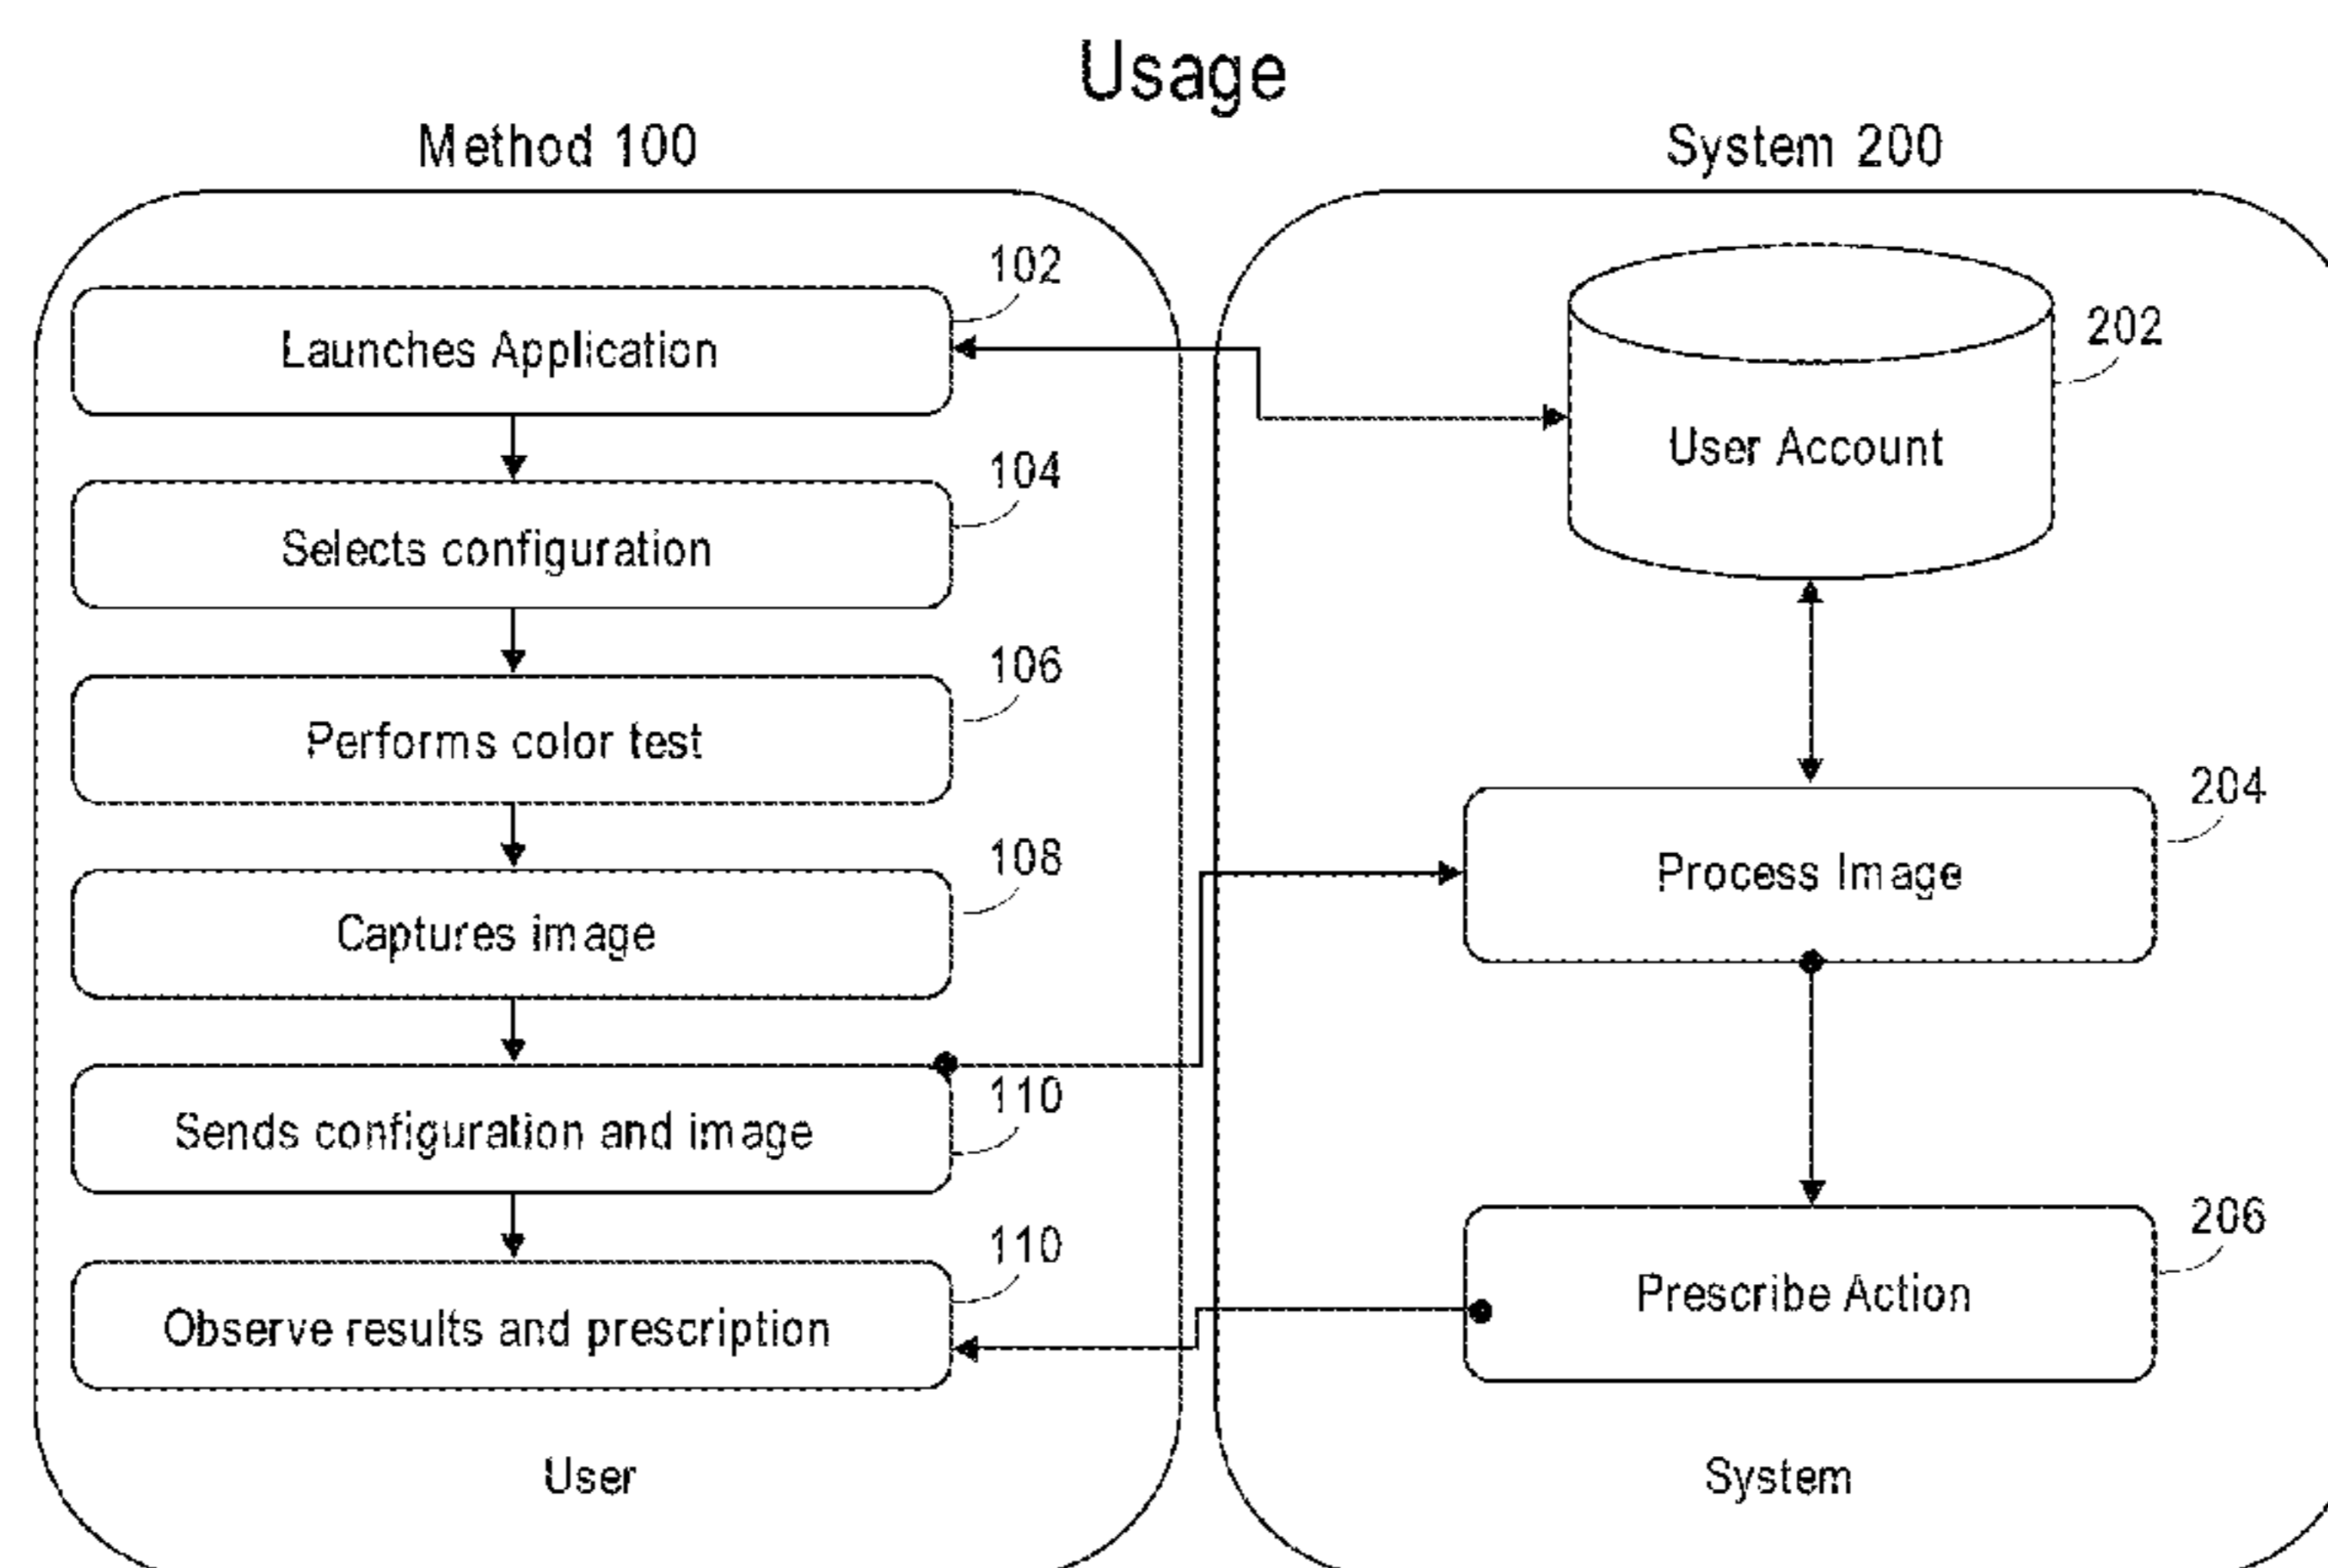 Usage
Method 100
System 200
102
Launches Application
202
User Account
104
Selects configuration
106
Performs color test
204
Process Image
108
Captures image
110
Sends configuration and image
206
Prescribe Action
110
Observe results and prescription
User
System